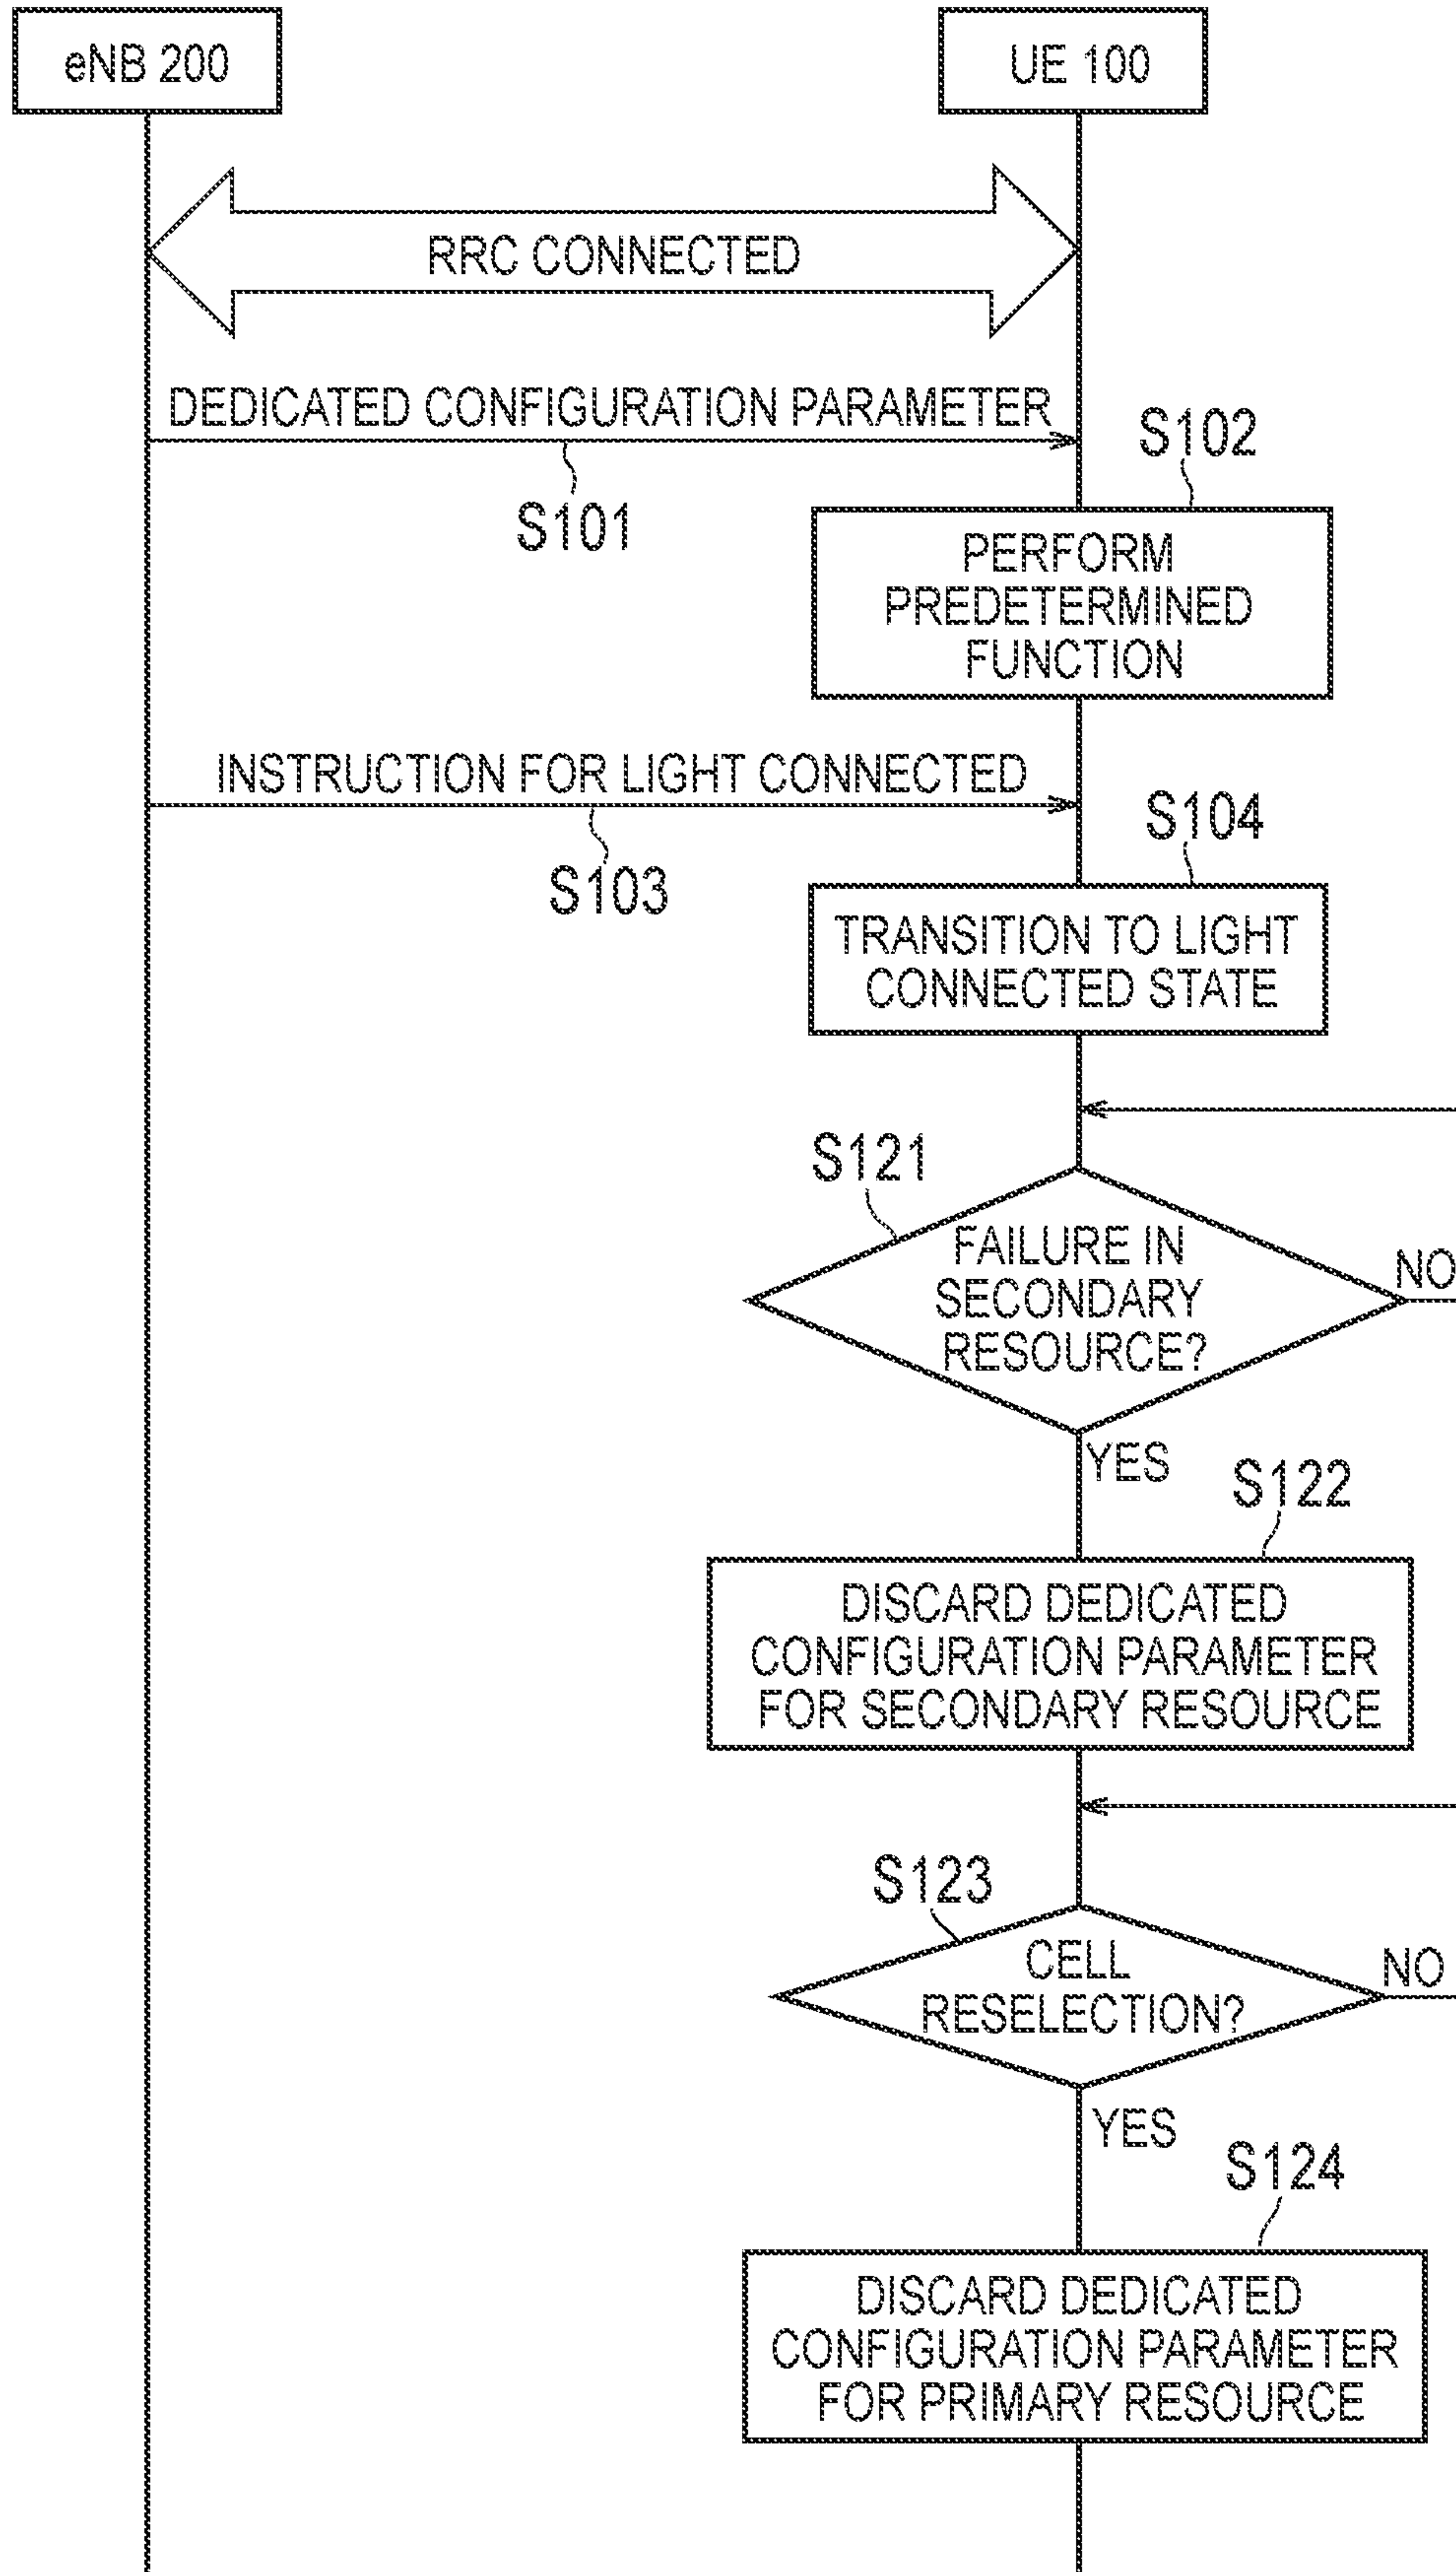 eNB 200
UE 100
RRC CONNECTED
DEDICATED CONFIGURATION PARAMETER
S101
S102
PERFORM
PREDETERMINED
FUNCTION
INSTRUCTION FOR LIGHT CONNECTED
S103
S104
TRANSITION TO LIGHT
CONNECTED STATE
S121
FAILURE IN
SECONDARY
RESOURCE?
NO
YES
S122
DISCARD DEDICATED
CONFIGURATION PARAMETER
FOR SECONDARY RESOURCE
S123
CELL
RESELECTION?
NO
YES
S124
DISCARD DEDICATED
CONFIGURATION PARAMETER
FOR PRIMARY RESOURCE